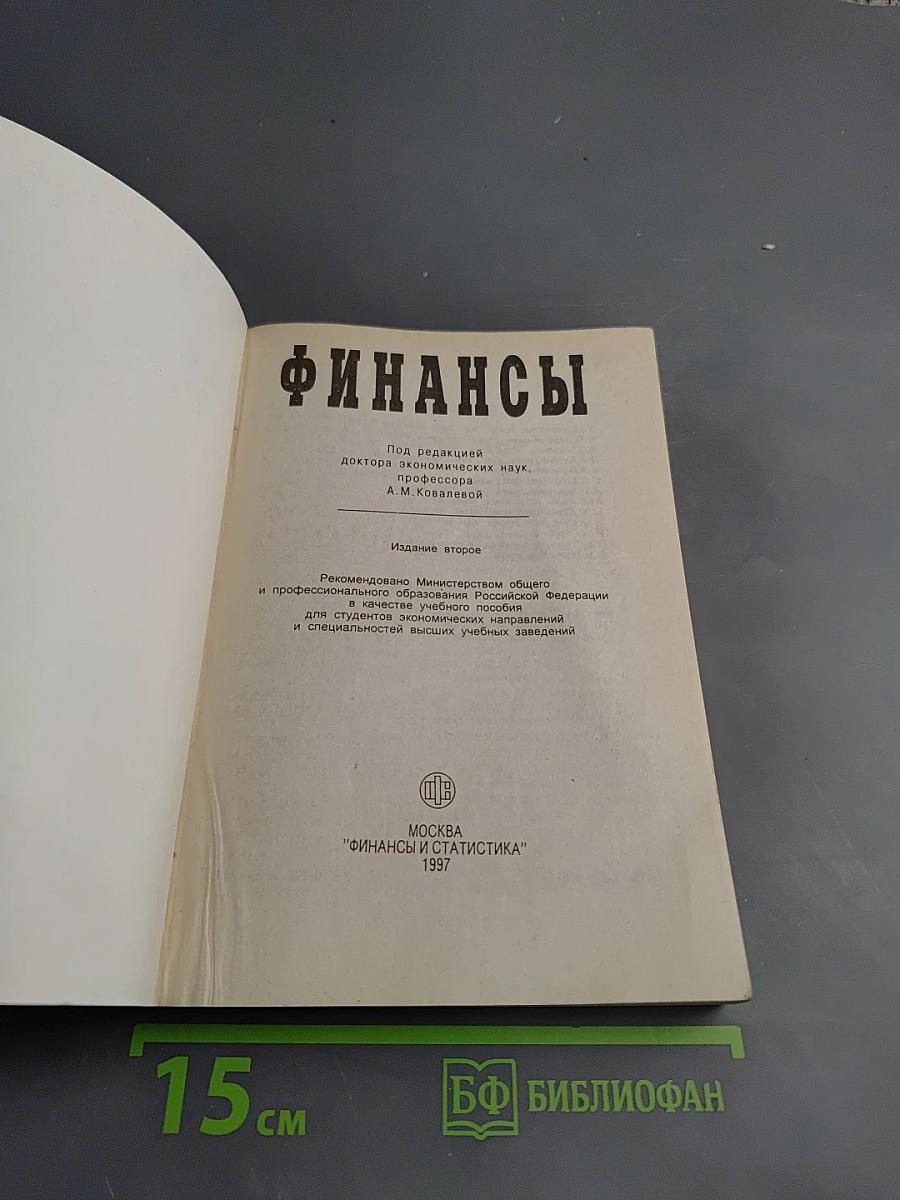 ФИНАНСЫ
Под редакцией
доктора экономических наук,
профессора
А.М.Ковалевой
Издание второе
Рекомендовано Министерством общего
и профессионального образования Российской Федерации
в качестве учебного пособия
для студентов экономических направлений
и специальностей высших учебных заведений
МОСКВА
"ФИНАНСЫ И СТАТИСТИКА"
1997
15 см
БФ БИБЛИОФАН